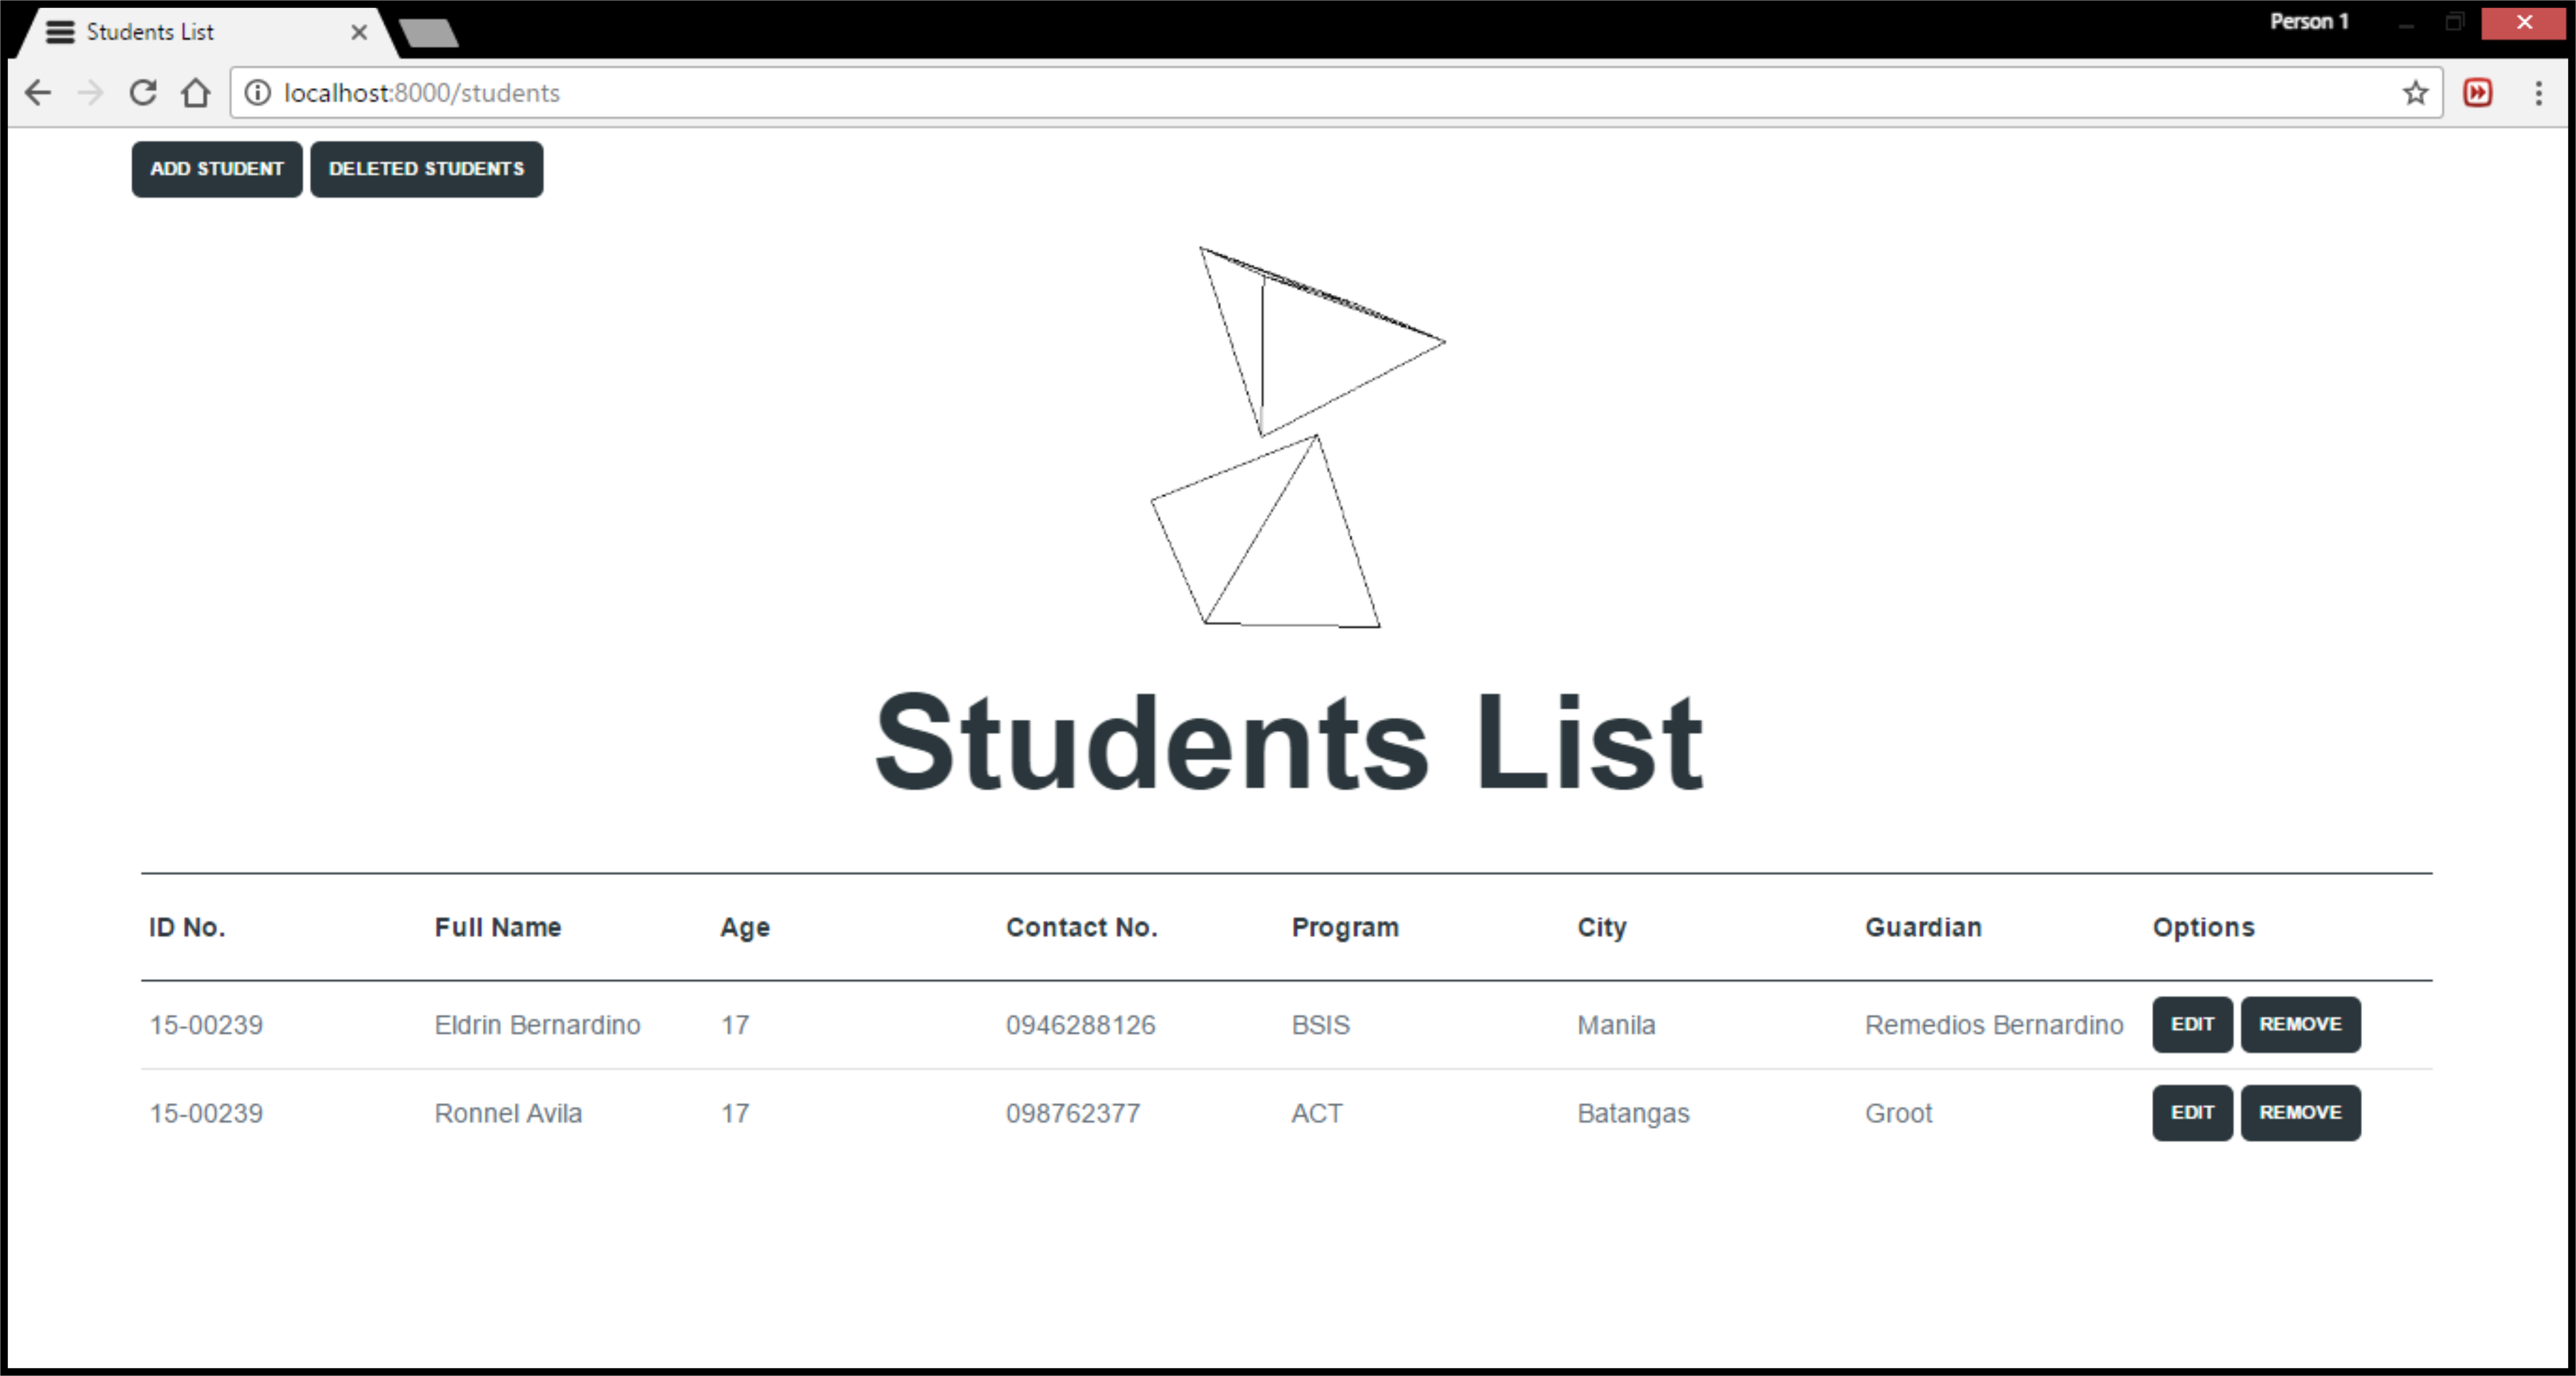 Students List
Person 1
localhost:8000/students
ADD STUDENT DELETED STUDENTS
Students List
ID No. Full Name Age Contact No. Program City Guardian Options
15-00239 Eldrin Bernardino 17 0946288126 BSIS Manila Remedios Bernardino EDIT REMOVE
15-00239 Ronnel Avila 17 098762377 ACT Batangas Groot EDIT REMOVE